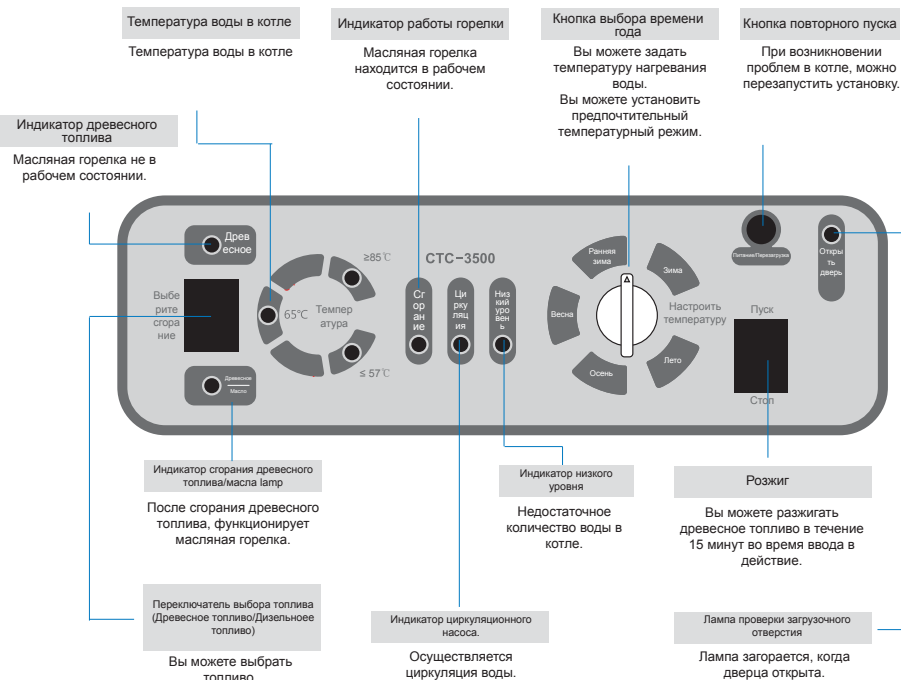 Температура воды в котле
Температура воды в котле
Индикатор работы горелки
Масляная горелка
находится в рабочем
состоянии.
Кнопка выбора времени
года
Вы можете задать
температуру нагревания
воды.
Вы можете установить
предпочтительный
температурный режим.
Кнопка повторного пуска
При возникновении
проблем в котле, можно
перезапустить установку.
Индикатор древесного
топлива
Масляная горелка не в
рабочем состоянии.
Древ
есное
Выбе
рите
сгора
ние
Древесное
Масло
≥85℃
65℃
Темпер
атура
≤ 57℃
CTC-3500
Сг
ор
ан
ие
Ци
рку
ляц
ия
Низ
кий
уро
вен
ь
Ранняя
зима
Зима
Весна
Настроить
температуру
Осень
Лето
Питание/Перезагрузка
Пуск
Стоп
Откры
ть
дверь
Индикатор сгорания древесного
топлива/масла lamp
После сгорания древесного
топлива, функционирует
масляная горелка.
Индикатор низкого
уровня
Недостаточное
количество воды в
котле.
Розжиг
Вы можете разжигать
древесное топливо в течение
15 минут во время ввода в
действие.
Переключатель выбора топлива
(Древесное топливо/Дизельноее
топливо)
Вы можете выбрать
топливо
Индикатор циркуляционного
насоса.
Осуществляется
циркуляция воды.
Лампа проверки загрузочного
отверстия
Лампа загорается, когда
дверца открыта.